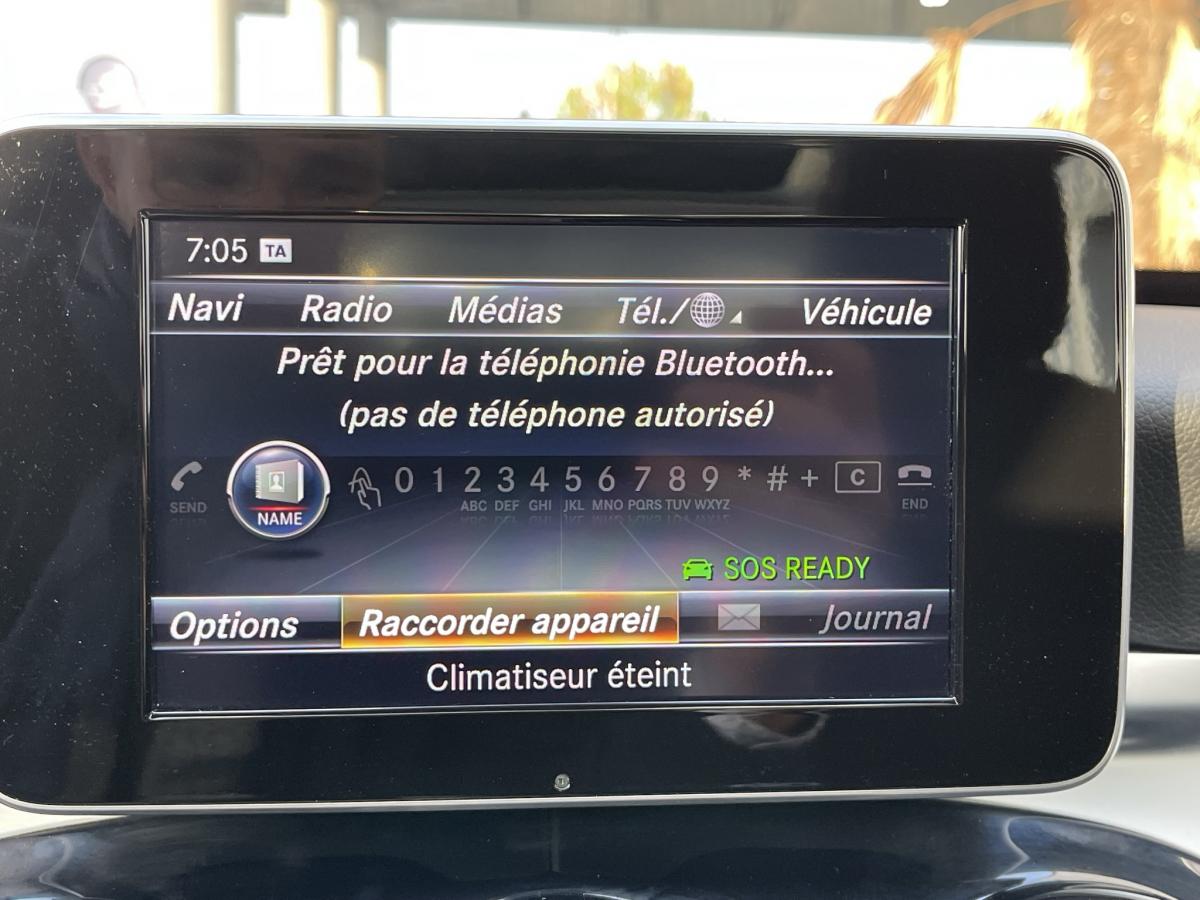 7:05 TA
Navi Radio Médias Tél./ Véhicule
Prêt pour la téléphonie Bluetooth...
(pas de téléphone autorisé)
0 1 2 3 4 5 6 7 8 9 * # + C
SEND NAME ABC DEF GHI JKL MNO PQRS TUV WXYZ END
SOS READY
Options Raccorder appareil Journal
Climatiseur éteint